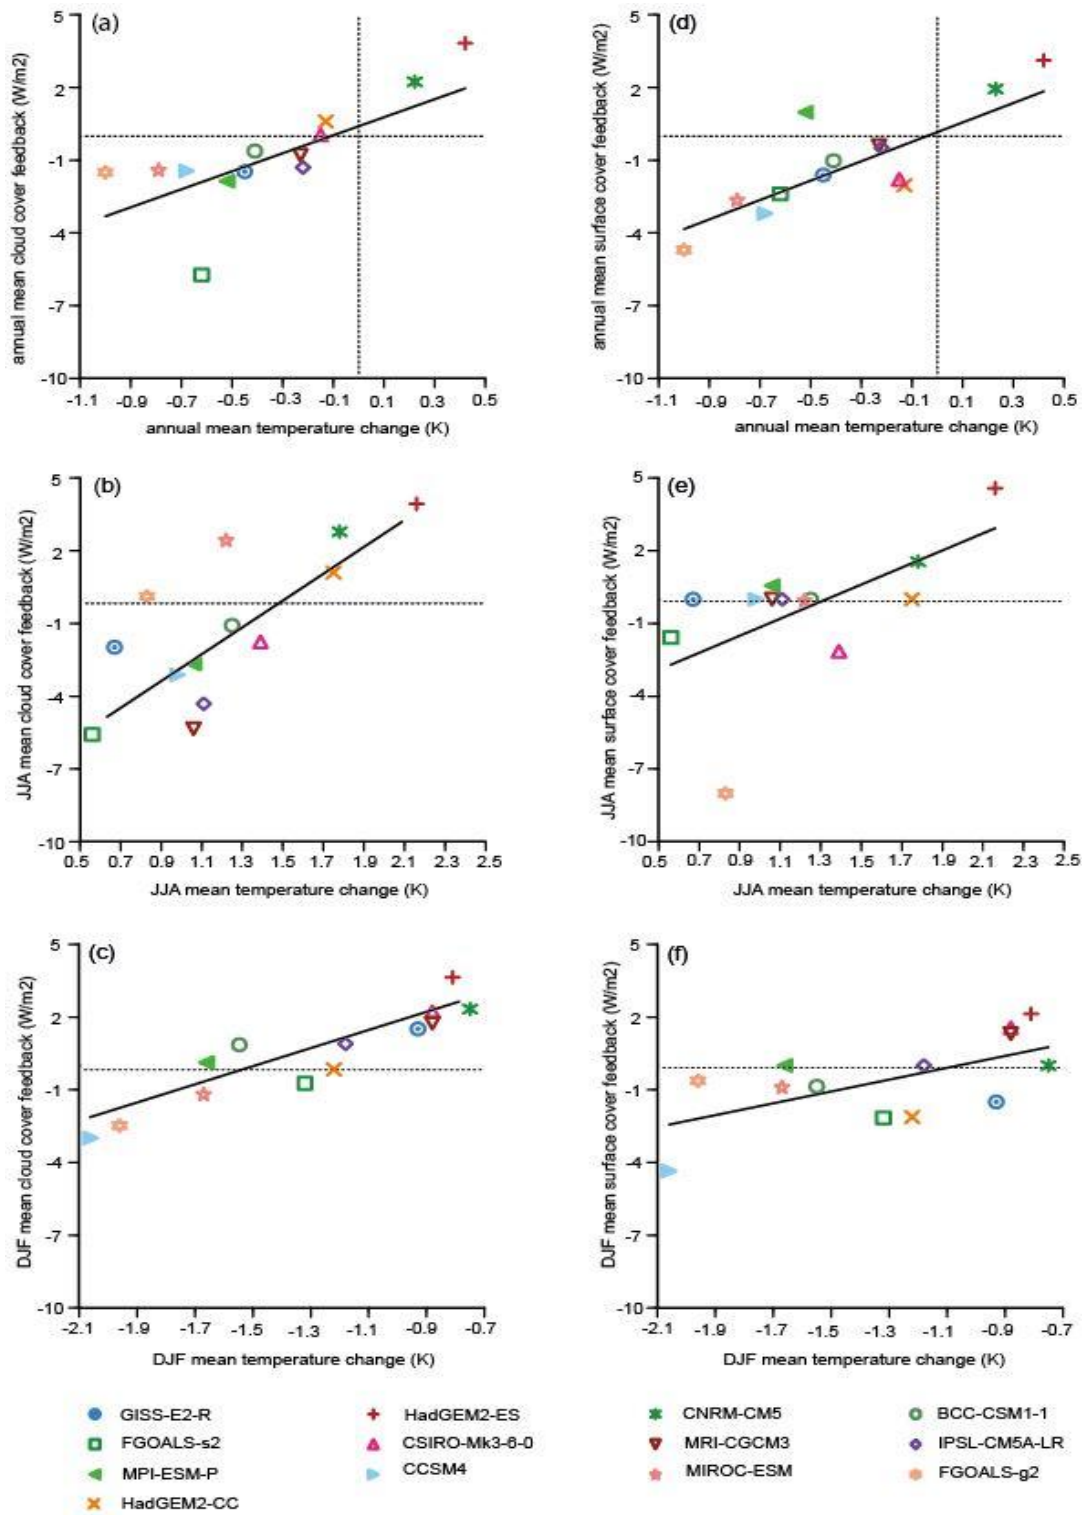 (a)
5
2
-1
-4
-7
-10
annual mean cloud cover feedback (W/m2)
-1.1 -0.9 -0.7 -0.5 -0.3 -0.1 0.1 0.3 0.5
annual mean temperature change (K)
(d)
5
2
-1
-4
-7
-10
annual mean surface cover feedback (W/m2)
-1.1 -0.9 -0.7 -0.5 -0.3 -0.1 0.1 0.3 0.5
annual mean temperature change (K)
(b)
5
2
-1
-4
-7
-10
JJA mean cloud cover feedback (W/m2)
0.5 0.7 0.9 1.1 1.3 1.5 1.7 1.9 2.1 2.3 2.5
JJA mean temperature change (K)
(e)
5
2
-1
-4
-7
-10
JJA mean surface cover feedback (W/m2)
0.5 0.7 0.9 1.1 1.3 1.5 1.7 1.9 2.1 2.3 2.5
JJA mean temperature change (K)
(c)
5
2
-1
-4
-7
-10
DJF mean cloud cover feedback (W/m2)
-2.1 -1.9 -1.7 -1.5 -1.3 -1.1 -0.9 -0.7
DJF mean temperature change (K)
(f)
5
2
-1
-4
-7
-10
DJF mean surface cover feedback (W/m2)
-2.1 -1.9 -1.7 -1.5 -1.3 -1.1 -0.9 -0.7
DJF mean temperature change (K)
GISS-E2-R
HadGEM2-ES
CNRM-CM5
BCC-CSM1-1
FGOALS-s2
CSIRO-Mk3-6-0
MRI-CGCM3
IPSL-CM5A-LR
MPI-ESM-P
CCSM4
MIROC-ESM
FGOALS-g2
HadGEM2-CC